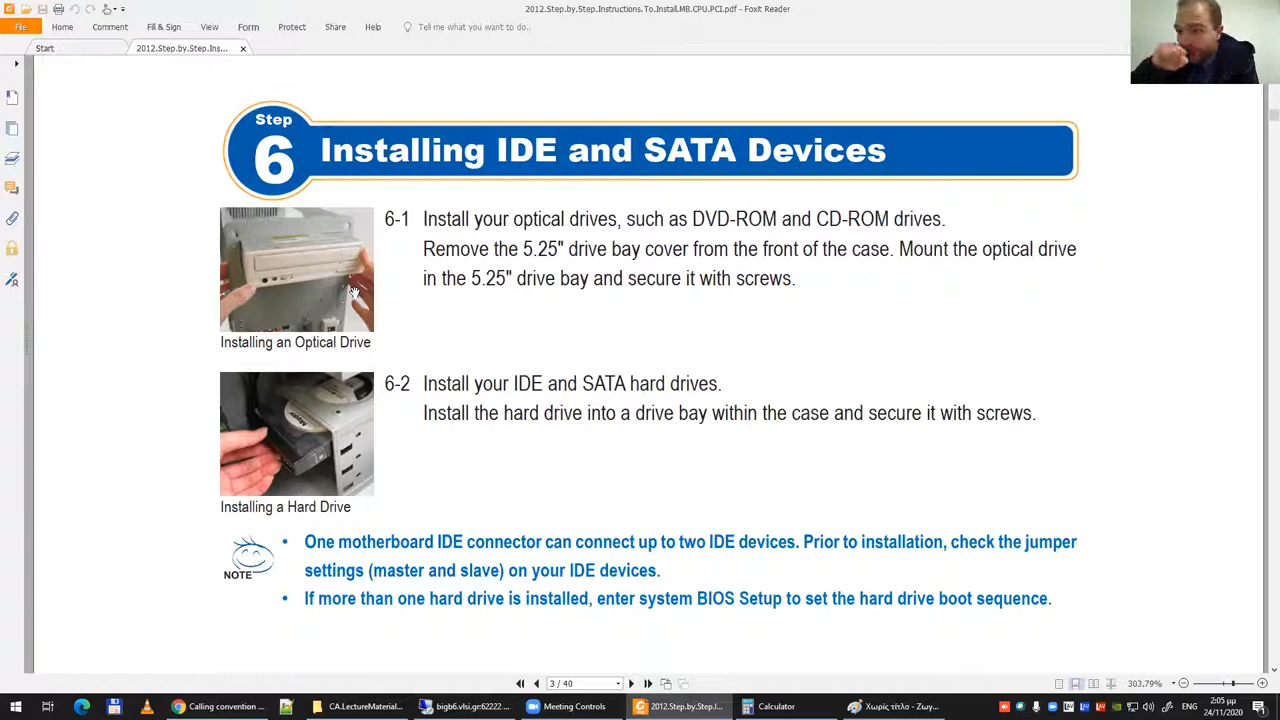 2012.Step.by.Step.Instructions.To.Install.MB.CPU.PCI.pdf - Foxit Reader
File Home Comment Fill & Sign View Form Protect Share Help Tell me what you want to do..
Start 2012.Step.by.Step.Ins...
Step
6
Installing IDE and SATA Devices
6-1 Install your optical drives, such as DVD-ROM and CD-ROM drives.
Remove the 5.25" drive bay cover from the front of the case. Mount the optical drive
in the 5.25" drive bay and secure it with screws.
Installing an Optical Drive
6-2 Install your IDE and SATA hard drives.
Install the hard drive into a drive bay within the case and secure it with screws.
Installing a Hard Drive
NOTE
• One motherboard IDE connector can connect up to two IDE devices. Prior to installation, check the jumper
settings (master and slave) on your IDE devices.
• If more than one hard drive is installed, enter system BIOS Setup to set the hard drive boot sequence.
3 / 40
303.79%
Calling convention ...
CA.LectureMaterial...
bigb6.vlsi.gr:62222 ...
Meeting Controls
2012.Step.by.Step.I...
Calculator
Χωρίς τίτλο - Ζωγ...
ENG
2:05 μμ
24/11/2020